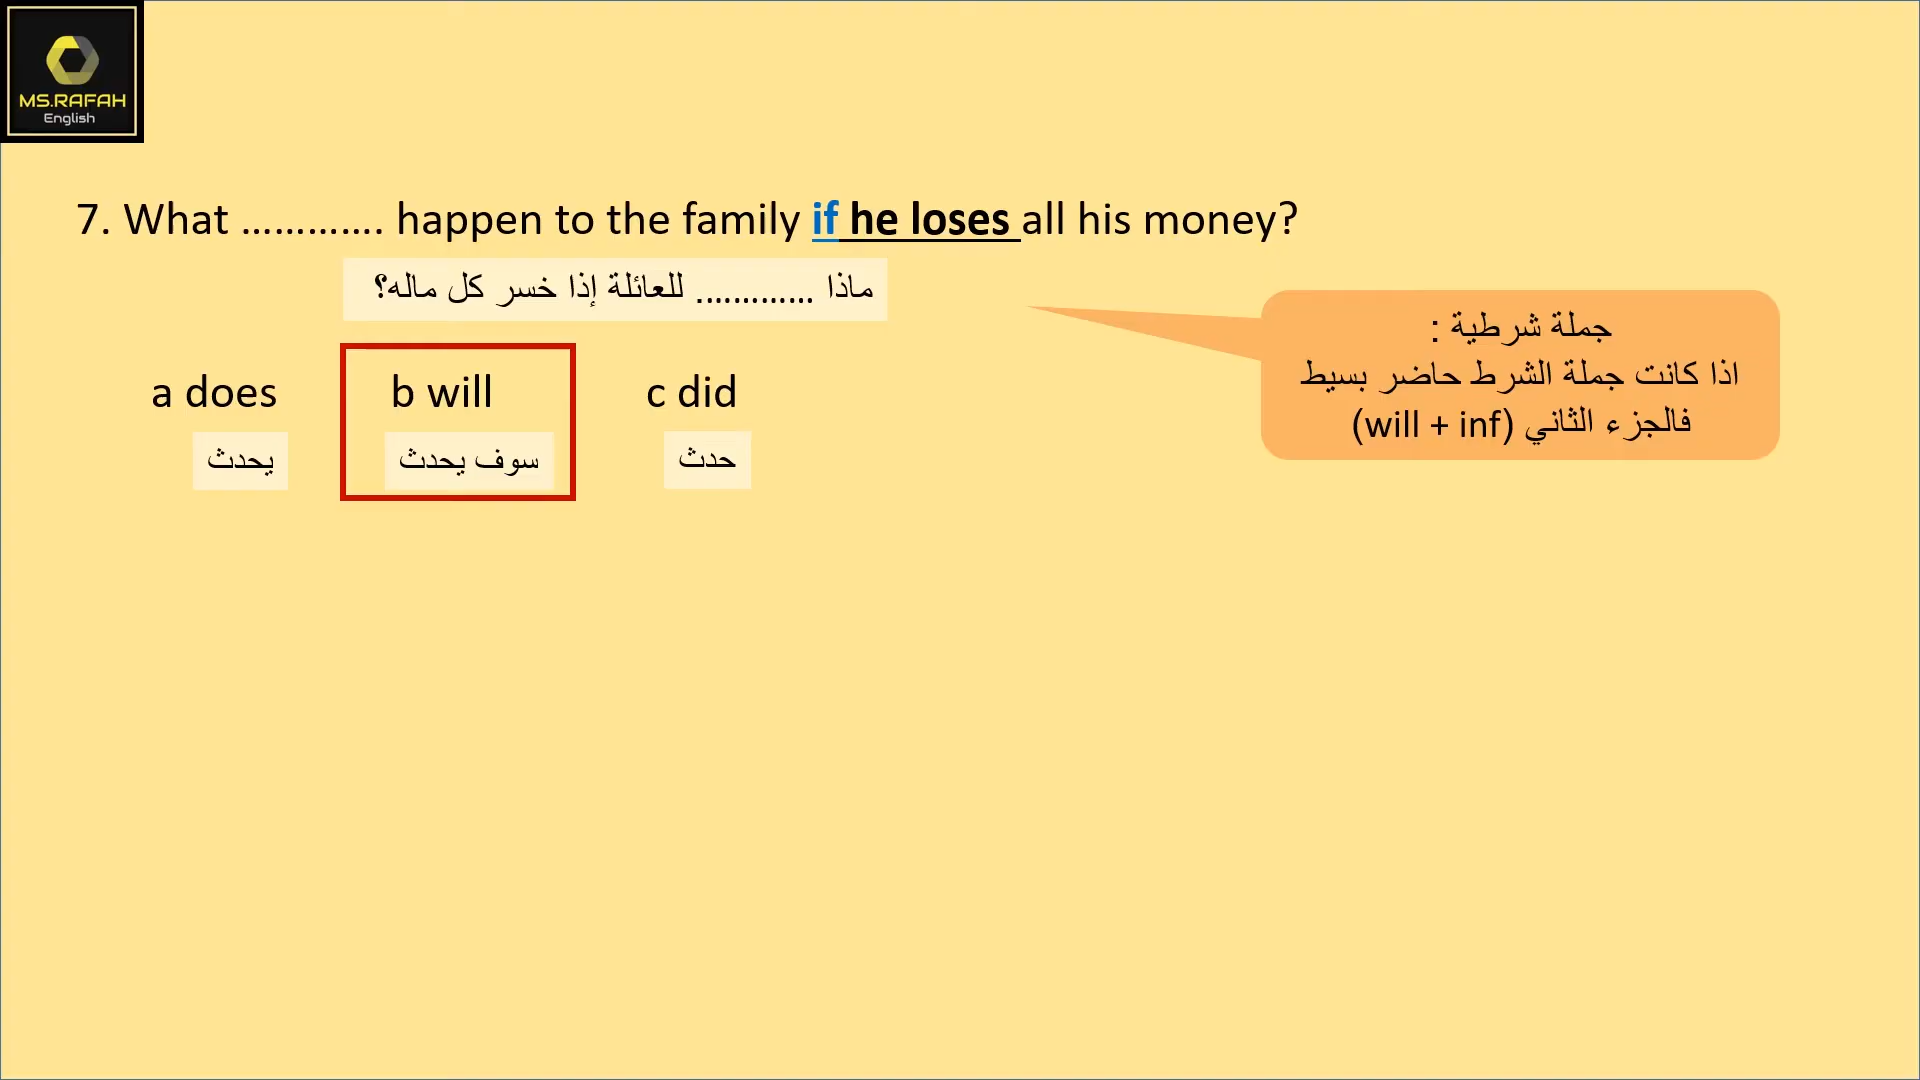 MS.RAFAH
English
7. What …………. happen to the family if he loses all his money?
ماذا …………. للعائلة إذا خسر كل ماله؟
جملة شرطية :
اذا كانت جملة الشرط حاضر بسيط
فالجزء الثاني (will + inf)
a does b will c did
يحدث سوف يحدث حدث